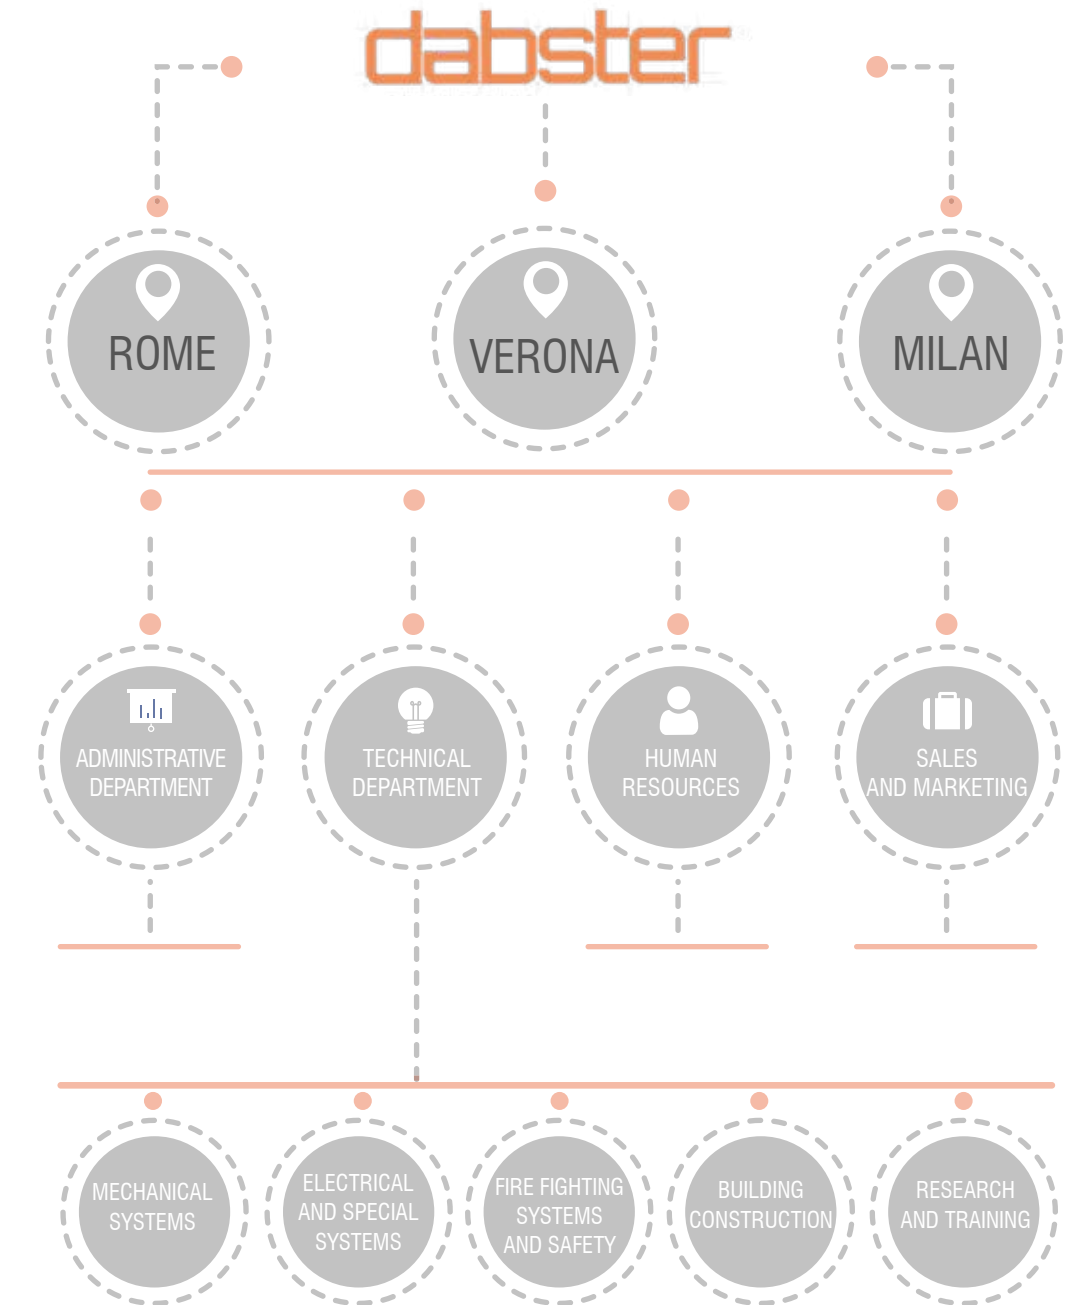 dabster
ROME
VERONA
MILAN
ADMINISTRATIVE
DEPARTMENT
TECHNICAL
DEPARTMENT
HUMAN
RESOURCES
SALES
AND MARKETING
MECHANICAL
SYSTEMS
ELECTRICAL
AND SPECIAL
SYSTEMS
FIRE FIGHTING
SYSTEMS
AND SAFETY
BUILDING
CONSTRUCTION
RESEARCH
AND TRAINING